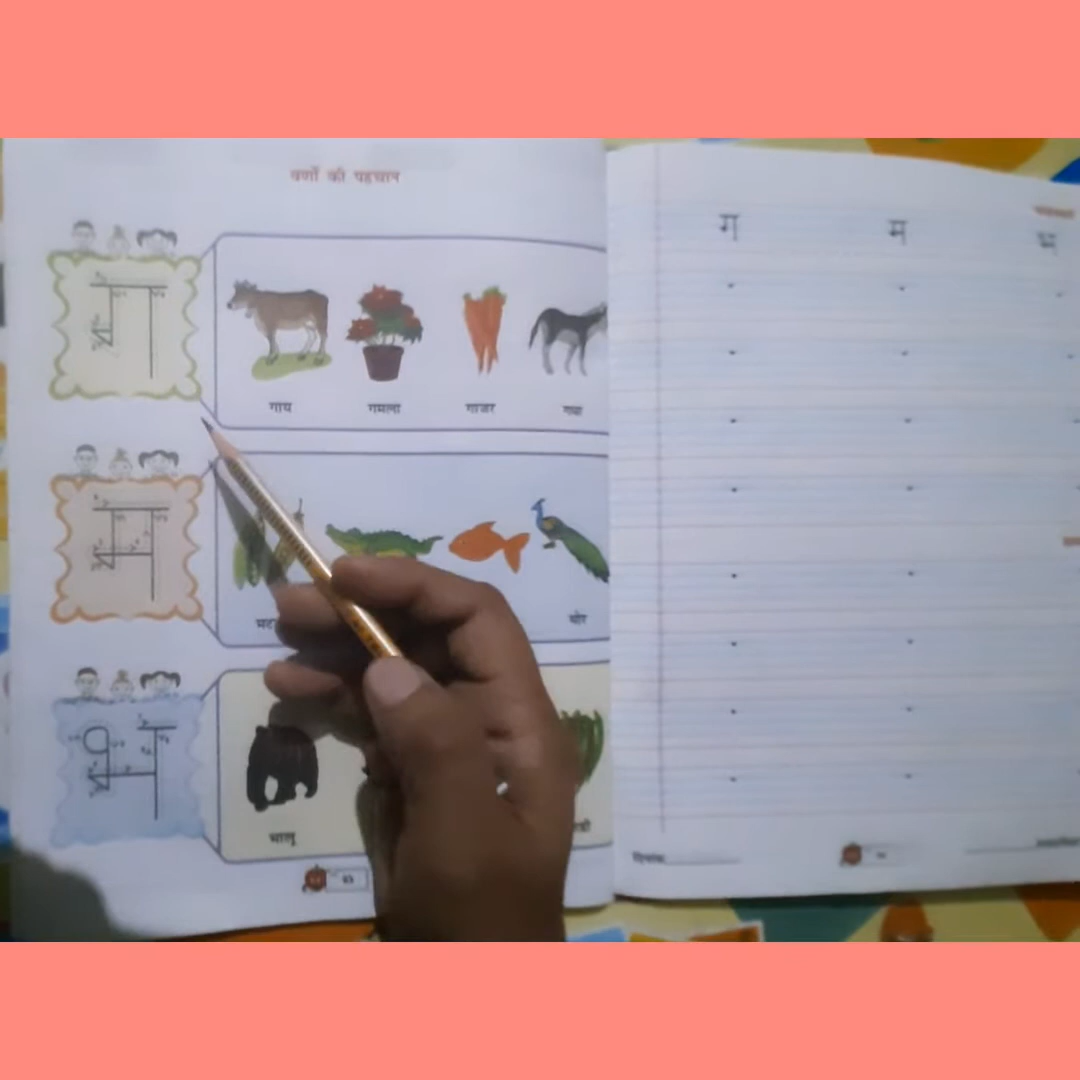 वर्णों की पहचान
ग
गाय गमला गाजर गधा
म
मोर
भ
भालू
ग म भ
दिनांक